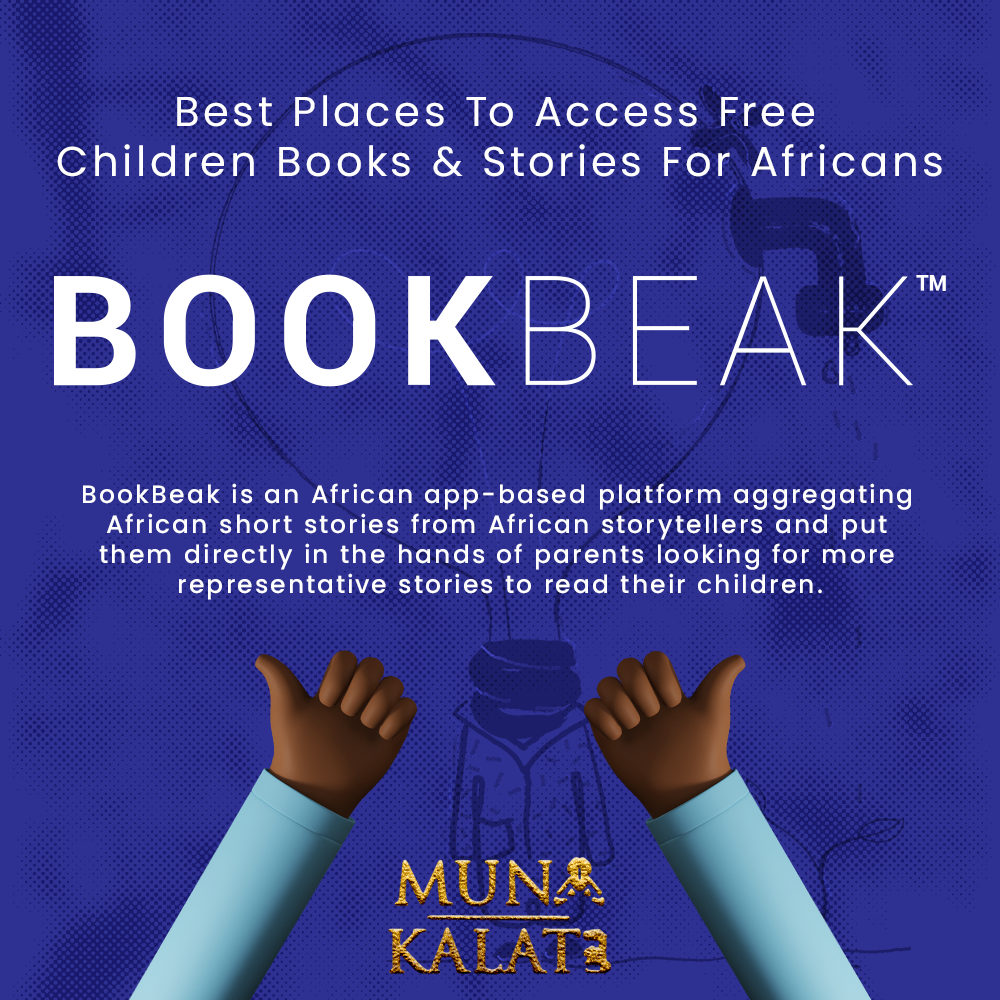 Best Places To Access Free
Children Books & Stories For Africans
BOOKBEAK™
BookBeak is an African app-based platform aggregating
African short stories from African storytellers and put
them directly in the hands of parents looking for more
representative stories to read their children.
MUNA
KALATI